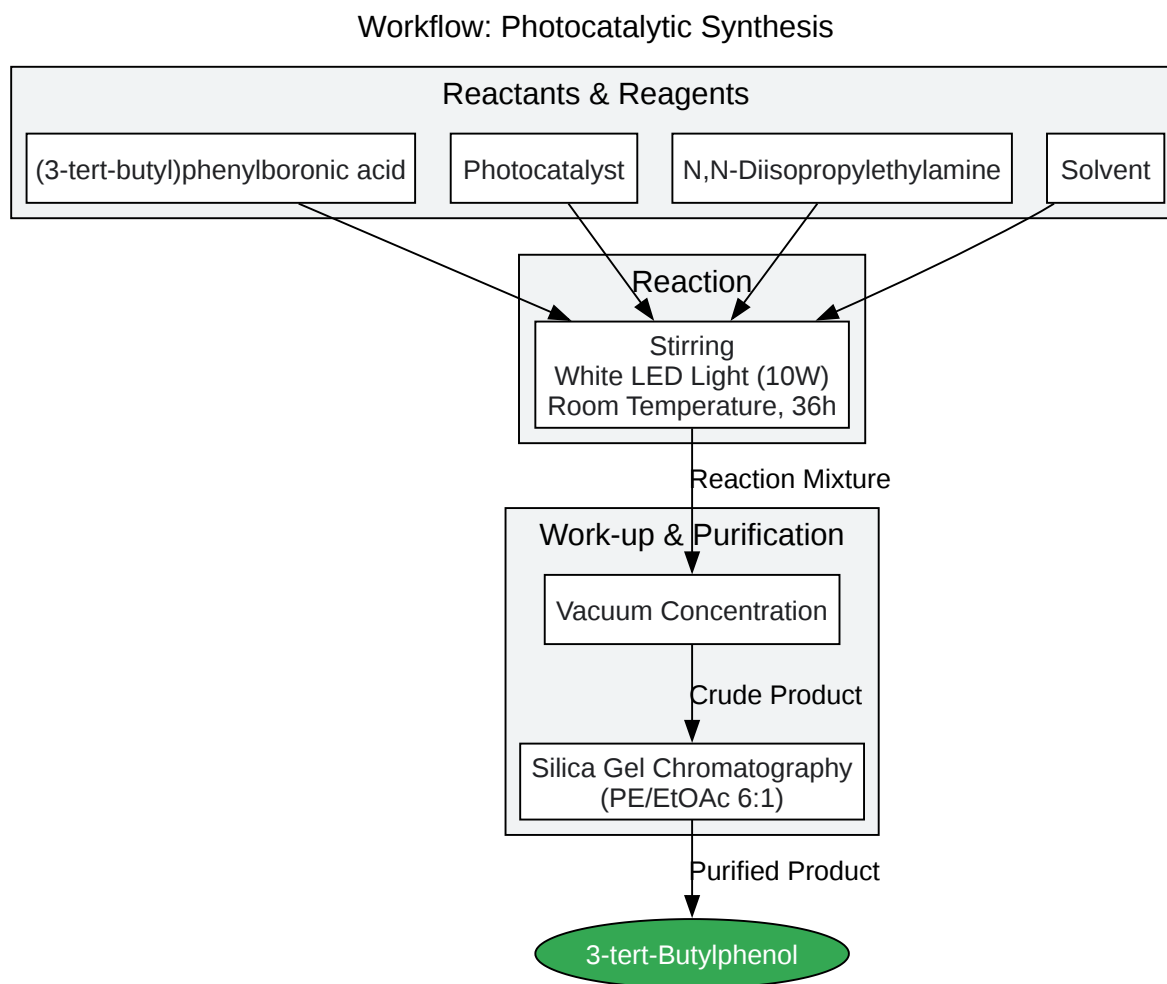 Workflow: Photocatalytic Synthesis
Reactants & Reagents
(3-tert-butyl)phenylboronic acid
Photocatalyst
N,N-Diisopropylethylamine
Solvent
Reaction
Stirring
White LED Light (10W)
Room Temperature, 36h
Reaction Mixture
Work-up & Purification
Vacuum Concentration
Crude Product
Silica Gel Chromatography
(PE/EtOAc 6:1)
Purified Product
3-tert-Butylphenol